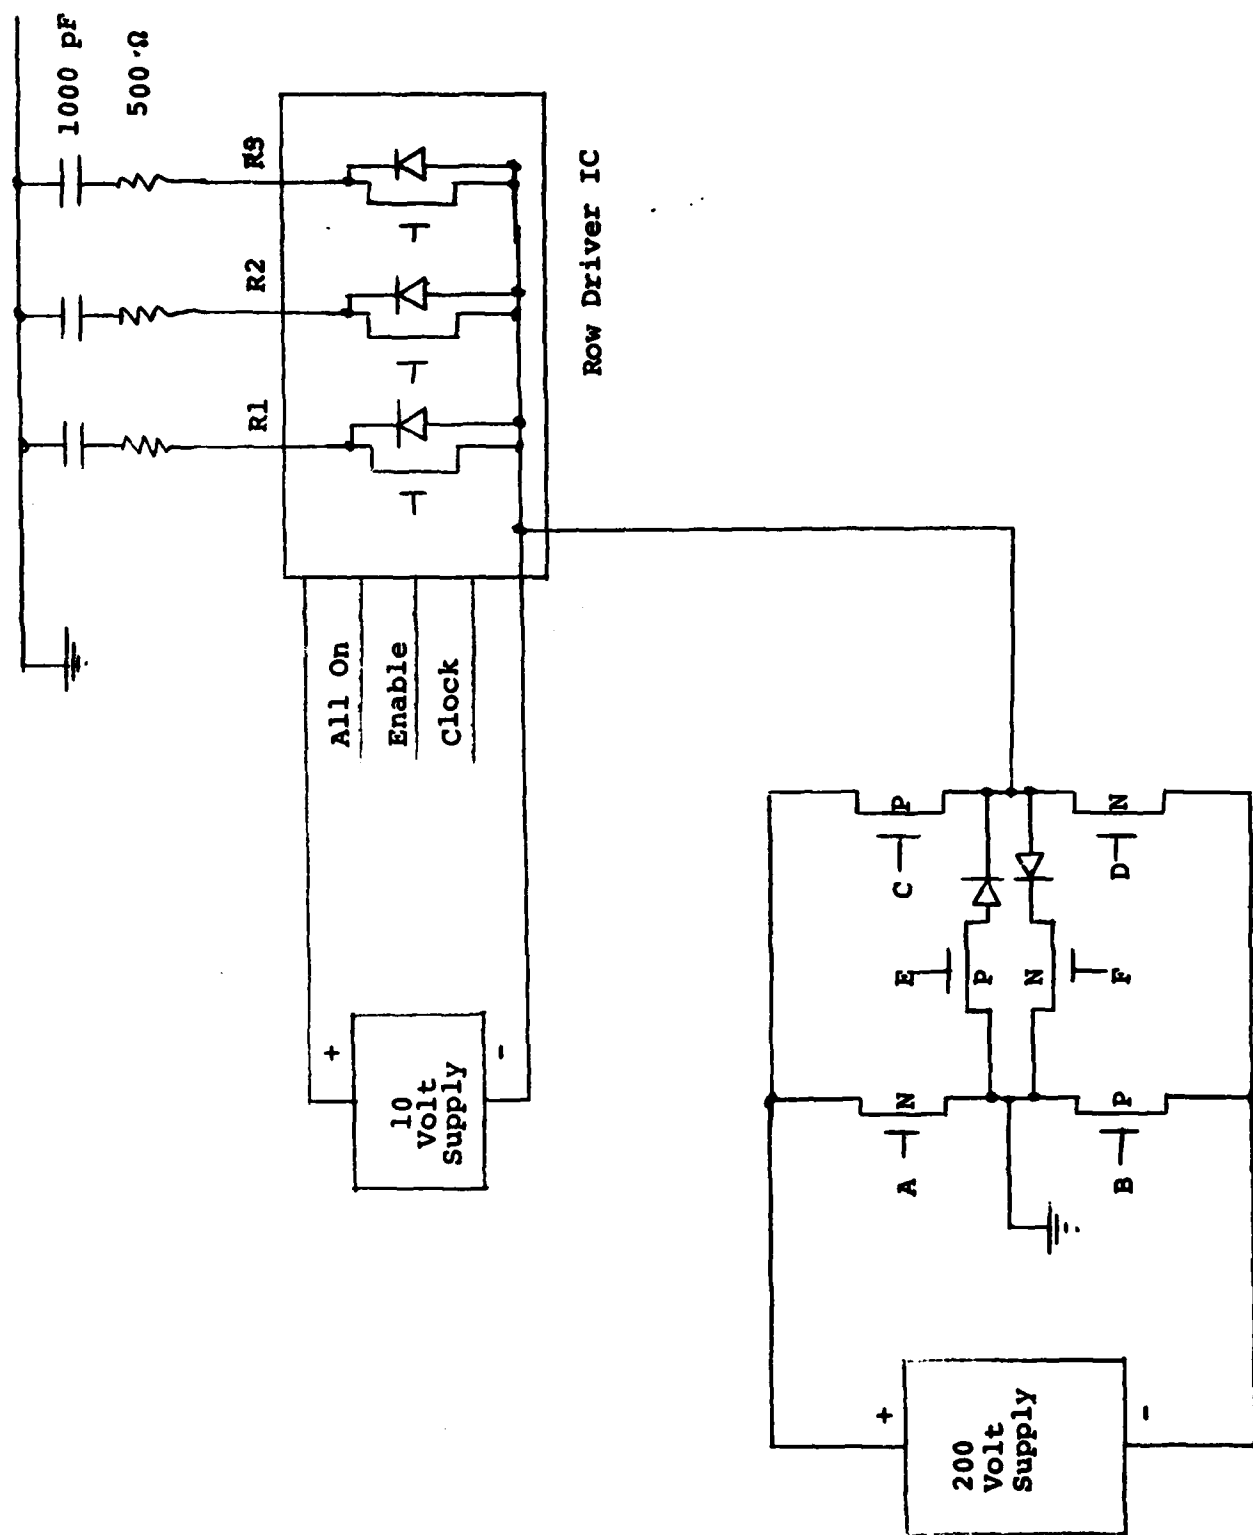 1000 pF
500 Ω
R1
R2
R3
All On
Enable
Clock
Row Driver IC
10
Volt
Supply
+
-
200
Volt
Supply
+
-
A
N
B
P
C
P
D
N
E
P
N
F